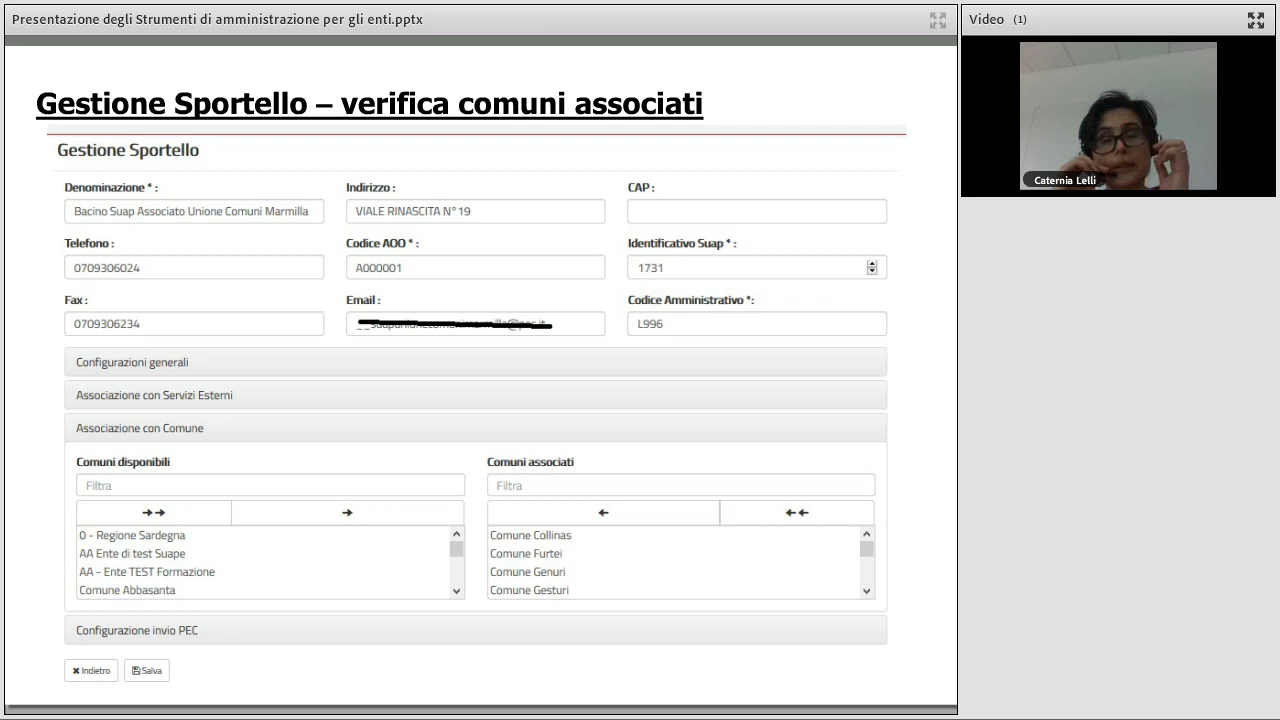 Presentazione degli Strumenti di amministrazione per gli enti.pptx
Video (1)
Caternia Lelli
Gestione Sportello – verifica comuni associati
Gestione Sportello
Denominazione * : Indirizzo : CAP :
Bacino Suap Associato Unione Comuni Marmilla VIALE RINASCITA N°19
Telefono : Codice AOO * : Identificativo Suap * :
0709306024 A000001 1731
Fax : Email : Codice Amministrativo *:
0709306234 L996
Configurazioni generali
Associazione con Servizi Esterni
Associazione con Comune
Comuni disponibili Comuni associati
Filtra Filtra
0 - Regione Sardegna Comune Collinas
AA Ente di test Suape Comune Furtei
AA - Ente TEST Formazione Comune Genuri
Comune Abbasanta Comune Gesturi
Configurazione invio PEC
Indietro Salva